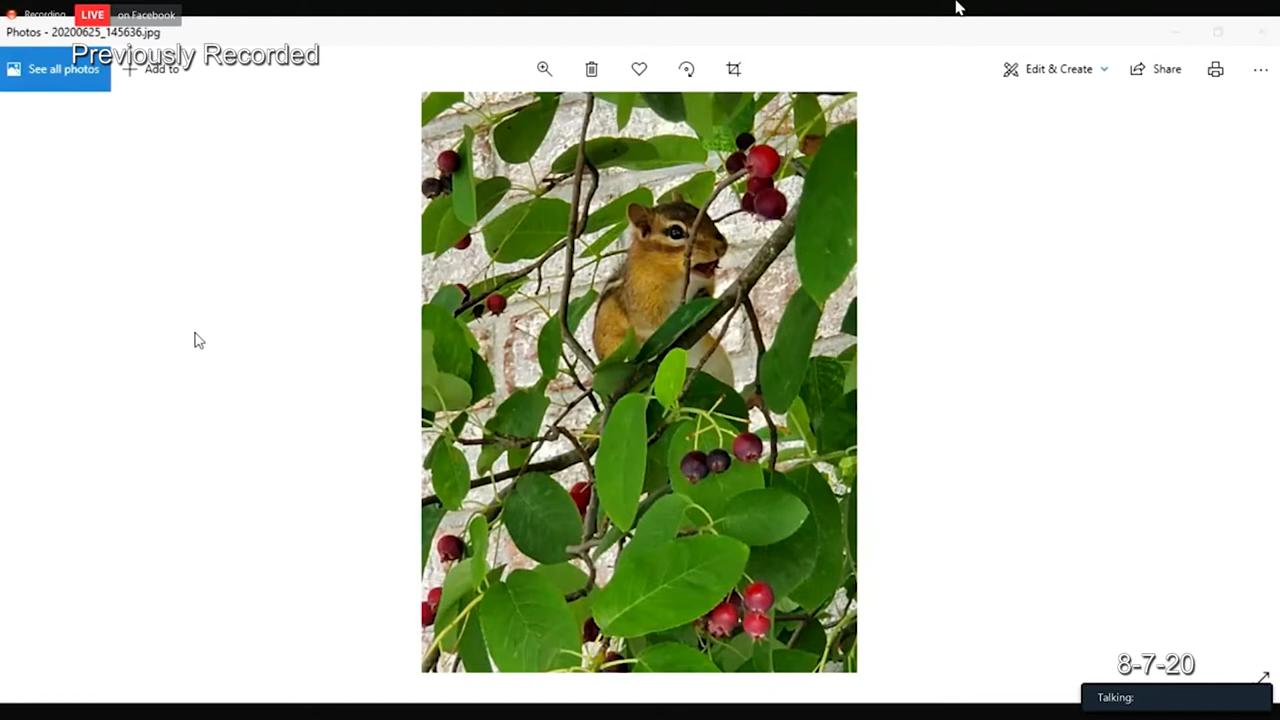 Recording
LIVE on Facebook
Photos - 20200625_145636.jpg
Previously Recorded
See all photos
Add to
Edit & Create
Share
8-7-20
Talking: